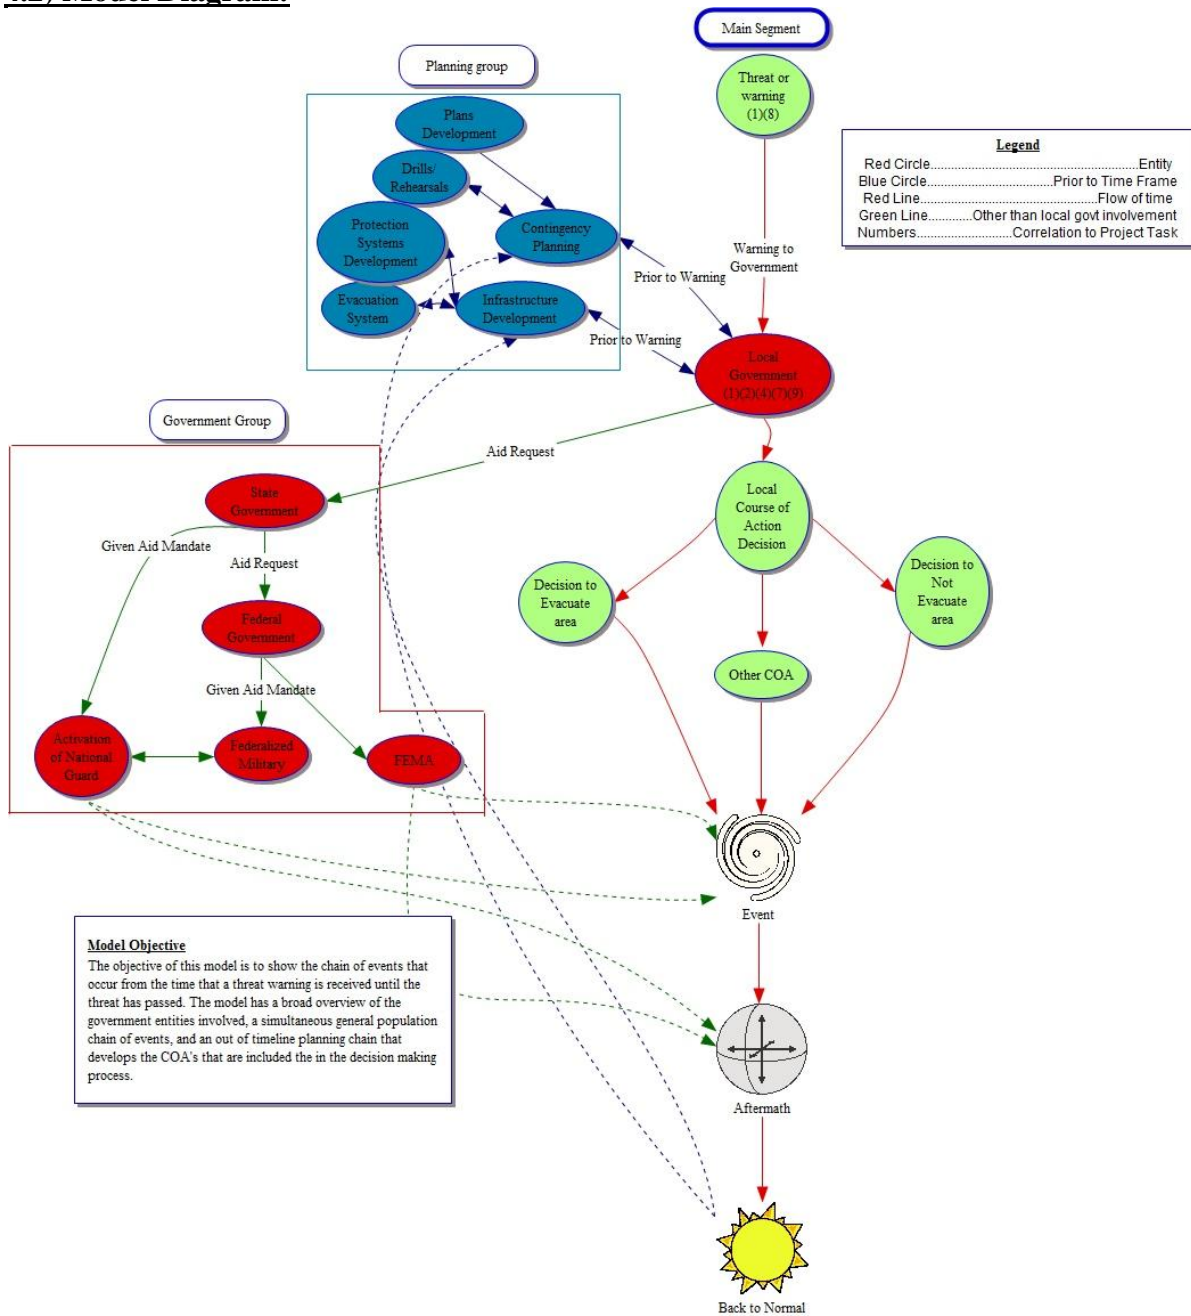 Model Diagram:
Main Segment
Threat or
warning
(1)(8)
Planning group
Plans
Development
Drills/
Rehearsals
Protection
Systems
Development
Contingency
Planning
Evacuation
System
Infrastructure
Development
Legend
Red Circle..........................................................Entity
Blue Circle...................................Prior to Time Frame
Red Line.................................................Flow of time
Green Line............Other than local govt involvement
Numbers..........................Correlation to Project Task
Warning to
Government
Prior to Warning
Prior to Warning
Local
Government
(1)(2)(4)(7)(9)
Government Group
Aid Request
State
Government
Given Aid Mandate
Aid Request
Federal
Government
Given Aid Mandate
Activation
of National
Guard
Federalized
Military
FEMA
Local
Course of
Action
Decision
Decision to
Evacuate
area
Decision to
Not
Evacuate
area
Other COA
Event
Model Objective
The objective of this model is to show the chain of events that
occur from the time that a threat warning is received until the
threat has passed. The model has a broad overview of the
government entities involved, a simultaneous general population
chain of events, and an out of timeline planning chain that
develops the COA's that are included the in the decision making
process.
Aftermath
Back to Normal